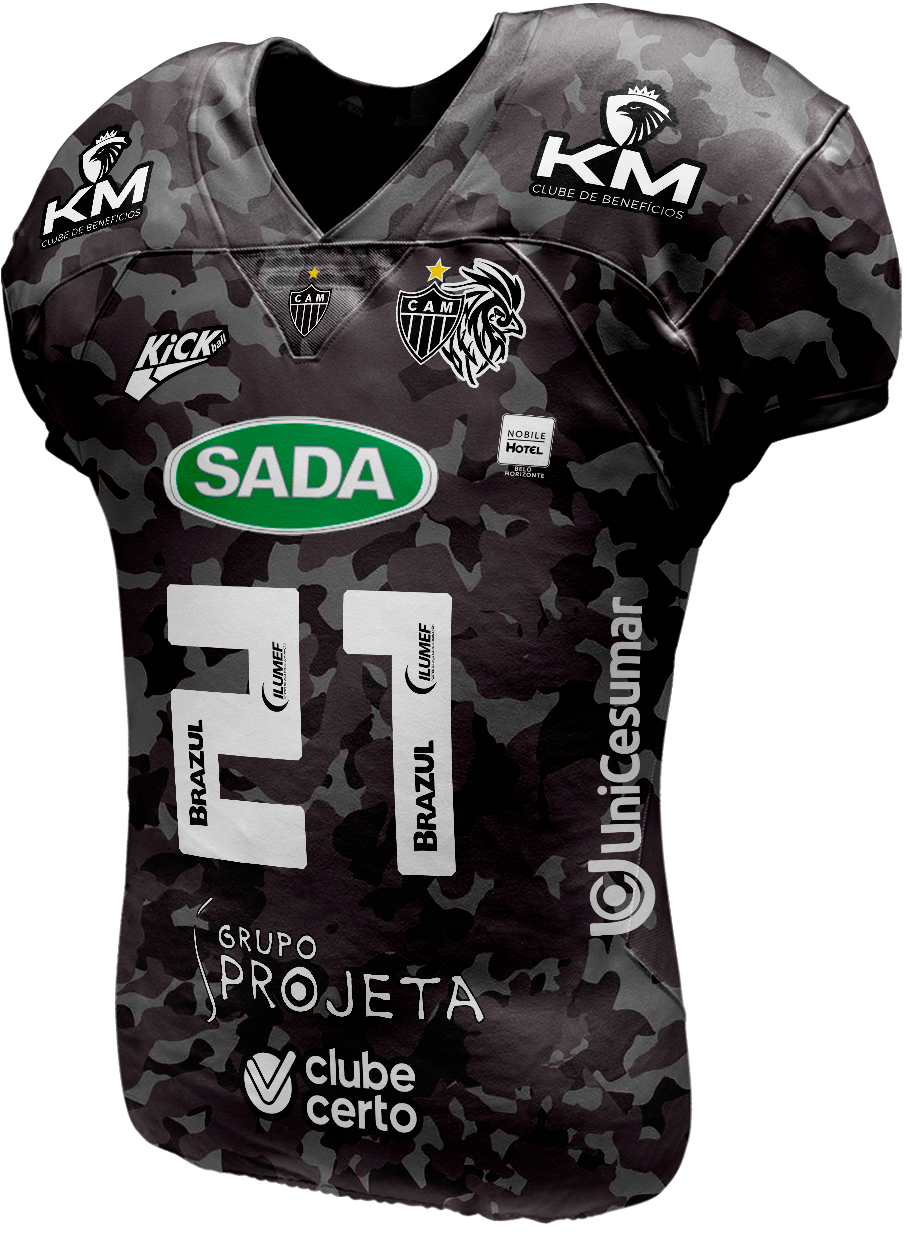 KM
CLUBE DE BENEFÍCIOS
KM
CLUBE DE BENEFÍCIOS
CAM
CAM
KiCK
ball
SADA
NOBILE
HOTEL
BELO
HORIZONTE
21
ILUMEF
ILUMEF
BRAZUL
BRAZUL
UniCesumar
GRUPO
PROJETA
clube
certo